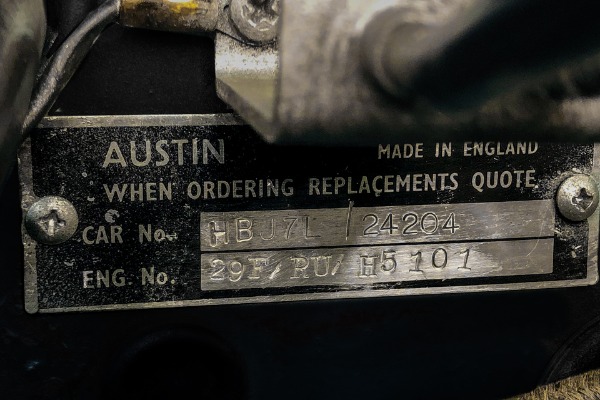 AUSTIN MADE IN ENGLAND
WHEN ORDERING REPLACEMENTS QUOTE
CAR No. HBJ7L / 24204
ENG. No. 29F/RU/H5101